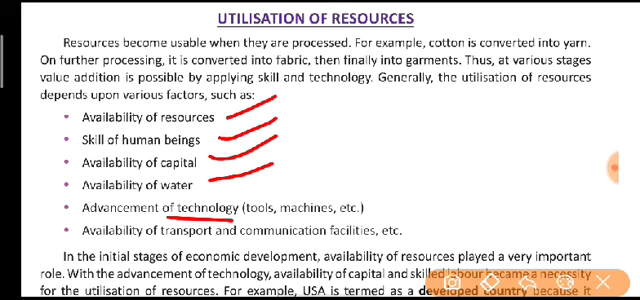 UTILISATION OF RESOURCES
Resources become usable when they are processed. For example, cotton is converted into yarn.
On further processing, it is converted into fabric, then finally into garments. Thus, at various stages
value addition is possible by applying skill and technology. Generally, the utilisation of resources
depends upon various factors, such as:
• Availability of resources
• Skill of human beings
• Availability of capital
• Availability of water
• Advancement of technology (tools, machines, etc.)
• Availability of transport and communication facilities, etc.
In the initial stages of economic development, availability of resources played a very important
role. With the advancement of technology, availability of capital and skilled labour became a necessity
for the utilisation of resources. For example, USA is termed as a developed country because it